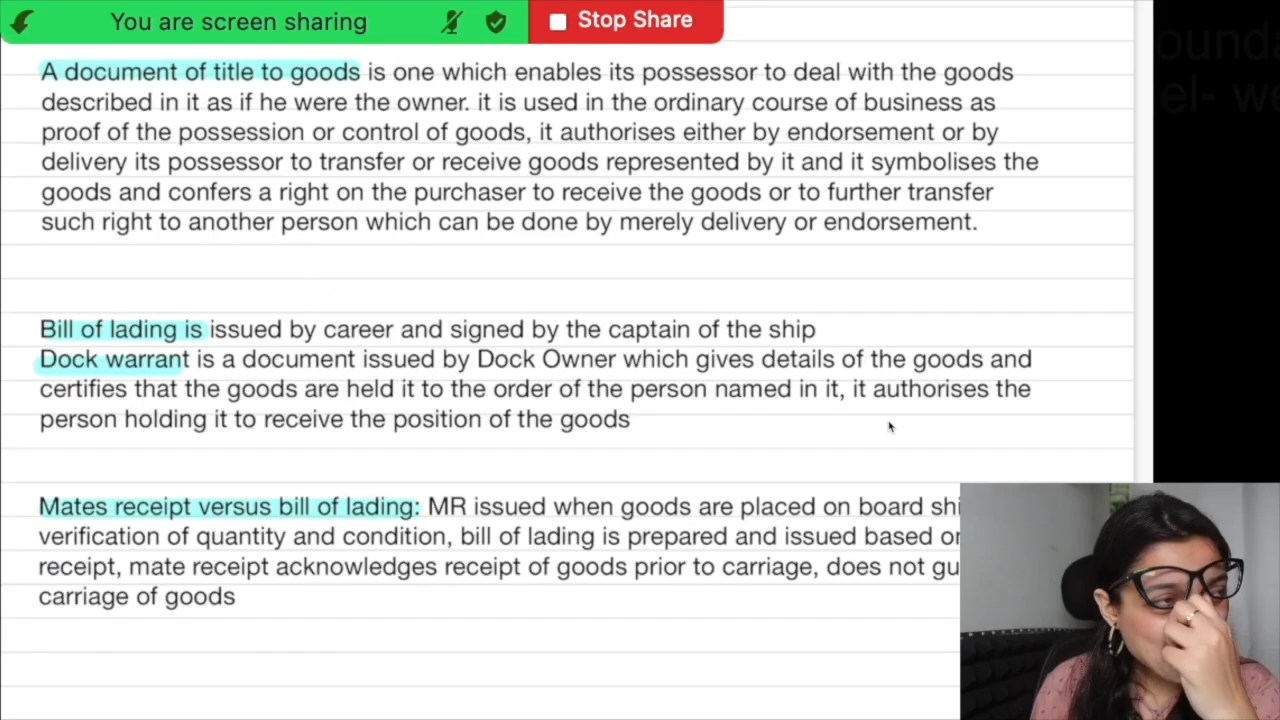 You are screen sharing
Stop Share
A document of title to goods is one which enables its possessor to deal with the goods
described in it as if he were the owner. it is used in the ordinary course of business as
proof of the possession or control of goods, it authorises either by endorsement or by
delivery its possessor to transfer or receive goods represented by it and it symbolises the
goods and confers a right on the purchaser to receive the goods or to further transfer
such right to another person which can be done by merely delivery or endorsement.
Bill of lading is issued by career and signed by the captain of the ship
Dock warrant is a document issued by Dock Owner which gives details of the goods and
certifies that the goods are held it to the order of the person named in it, it authorises the
person holding it to receive the position of the goods
Mates receipt versus bill of lading: MR issued when goods are placed on board
verification of quantity and condition, bill of lading is prepared and issued based
receipt, mate receipt acknowledges receipt of goods prior to carriage, does not
carriage of goods